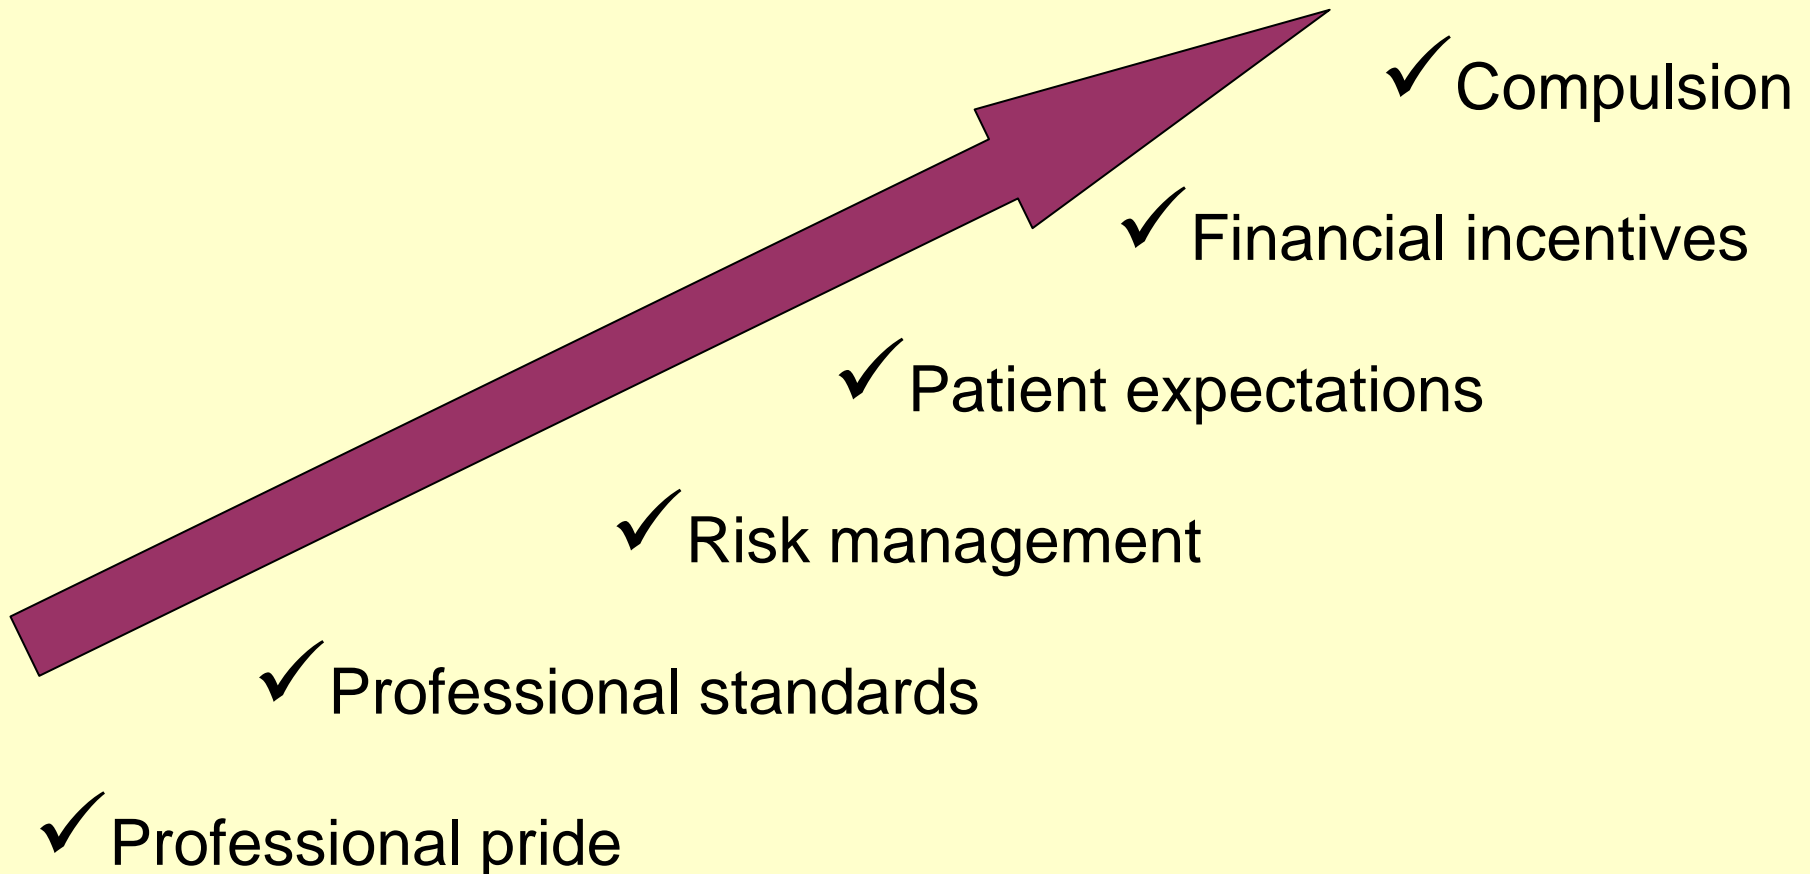 ✓Compulsion
✓Financial incentives
✓Patient expectations
✓Risk management
✓Professional standards
✓Professional pride